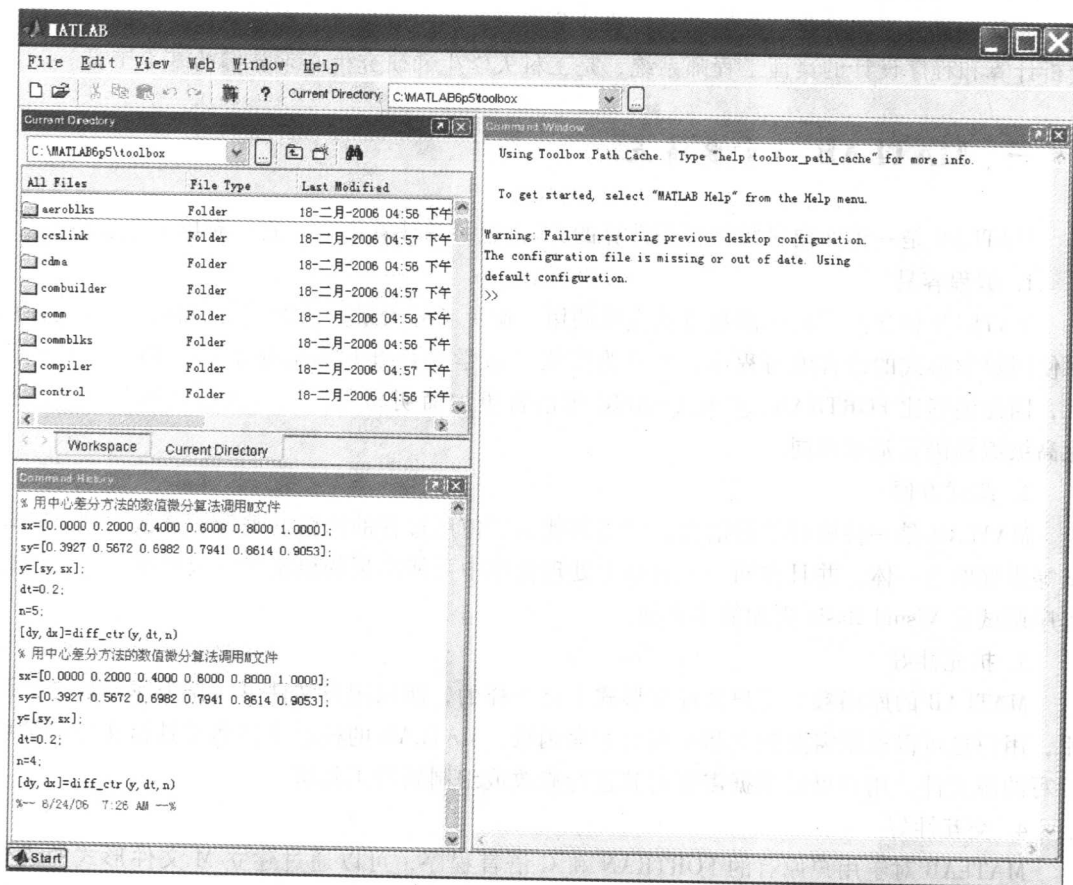 MATLAB
File Edit View Web Window Help
? Current Directory: C:\MATLAB6p5\toolbox
Current Directory
C:\MATLAB6p5\toolbox
All Files File Type Last Modified
aeroblks Folder 18-二月-2006 04:56 下午
ccslink Folder 18-二月-2006 04:57 下午
cdma Folder 18-二月-2006 04:57 下午
combuilder Folder 18-二月-2006 04:57 下午
comm Folder 18-二月-2006 04:56 下午
commblks Folder 18-二月-2006 04:56 下午
compiler Folder 18-二月-2006 04:56 下午
control Folder 18-二月-2006 04:56 下午
Workspace Current Directory
Command History
% 用中心差分方法的数值微分算法调用M文件
sx=[0.0000 0.2000 0.4000 0.6000 0.8000 1.0000];
sy=[0.3927 0.5672 0.6982 0.7941 0.8614 0.9053];
y=[sy, sx];
dt=0.2;
n=5;
[dy, dx]=diff_ctr(y, dt, n)
% 用中心差分方法的数值微分算法调用M文件
sx=[0.0000 0.2000 0.4000 0.6000 0.8000 1.0000];
sy=[0.3927 0.5672 0.6982 0.7941 0.8614 0.9053];
y=[sy, sx];
dt=0.2;
n=4;
[dy, dx]=diff_ctr(y, dt, n)
%-- 8/24/06 7:26 AM --%
Start
Command Window
Using Toolbox Path Cache. Type "help toolbox_path_cache" for more info.
To get started, select "MATLAB Help" from the Help menu.
Warning: Failure restoring previous desktop configuration.
The configuration file is missing or out of date. Using
default configuration.
>>